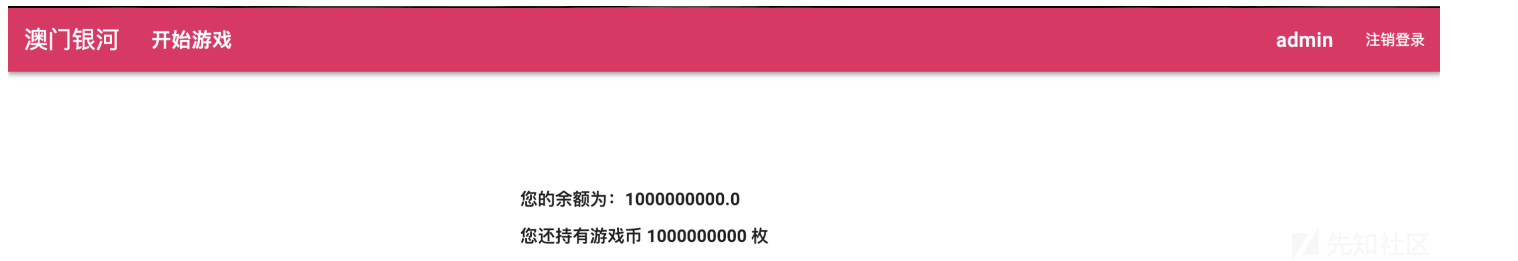 澳门银河 开始游戏 admin 注销登录
您的余额为：1000000000.0
您还持有游戏币 1000000000 枚
先知社区